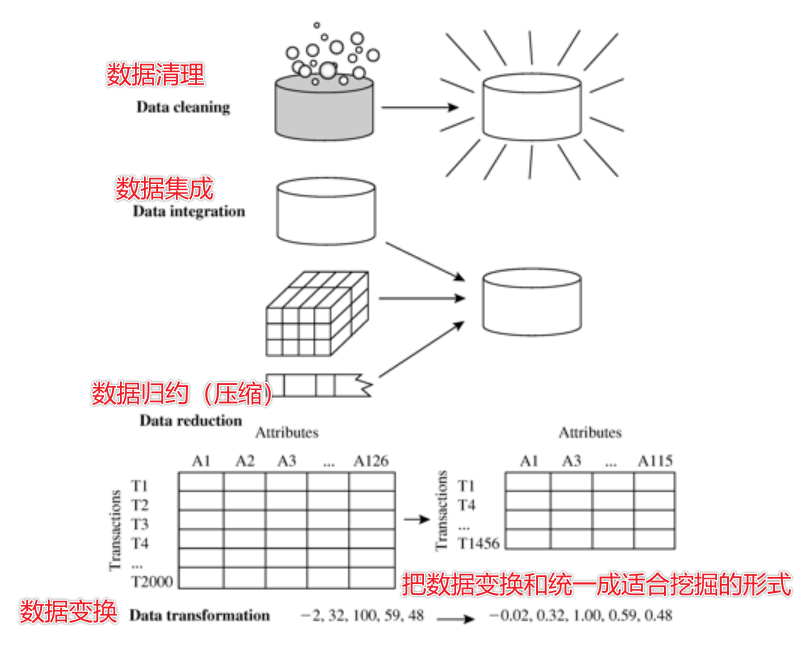 数据清理
Data cleaning
数据集成
Data integration
数据归约（压缩）
Data reduction
Attributes
Attributes
A1 A2 A3 ... A126
A1 A3 ... A115
Transactions
T1
T2
T3
T4
...
T2000
Transactions
T1
T4
...
T1456
把数据变换和统一成适合挖掘的形式
数据变换
Data transformation −2, 32, 100, 59, 48 −0.02, 0.32, 1.00, 0.59, 0.48